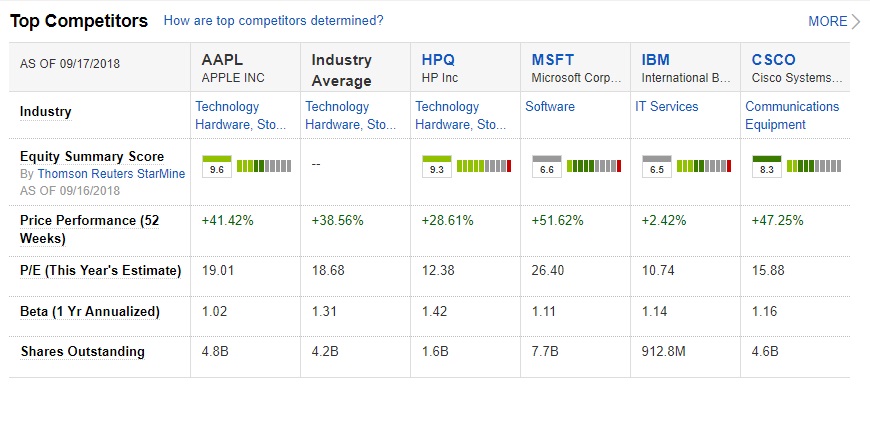 Top Competitors How are top competitors determined? MORE
AS OF 09/17/2018 AAPL Industry HPQ MSFT IBM CSCO
APPLE INC Average HP Inc Microsoft Corp... International B... Cisco Systems...
Industry Technology Technology Technology Software IT Services Communications
Hardware, Sto... Hardware, Sto... Hardware, Sto... Equipment
Equity Summary Score
By Thomson Reuters StarMine 9.6 -- 9.3 6.6 6.5 8.3
AS OF 09/16/2018
Price Performance (52 +41.42% +38.56% +28.61% +51.62% +2.42% +47.25%
Weeks)
P/E (This Year's Estimate) 19.01 18.68 12.38 26.40 10.74 15.88
Beta (1 Yr Annualized) 1.02 1.31 1.42 1.11 1.14 1.16
Shares Outstanding 4.8B 4.2B 1.6B 7.7B 912.8M 4.6B